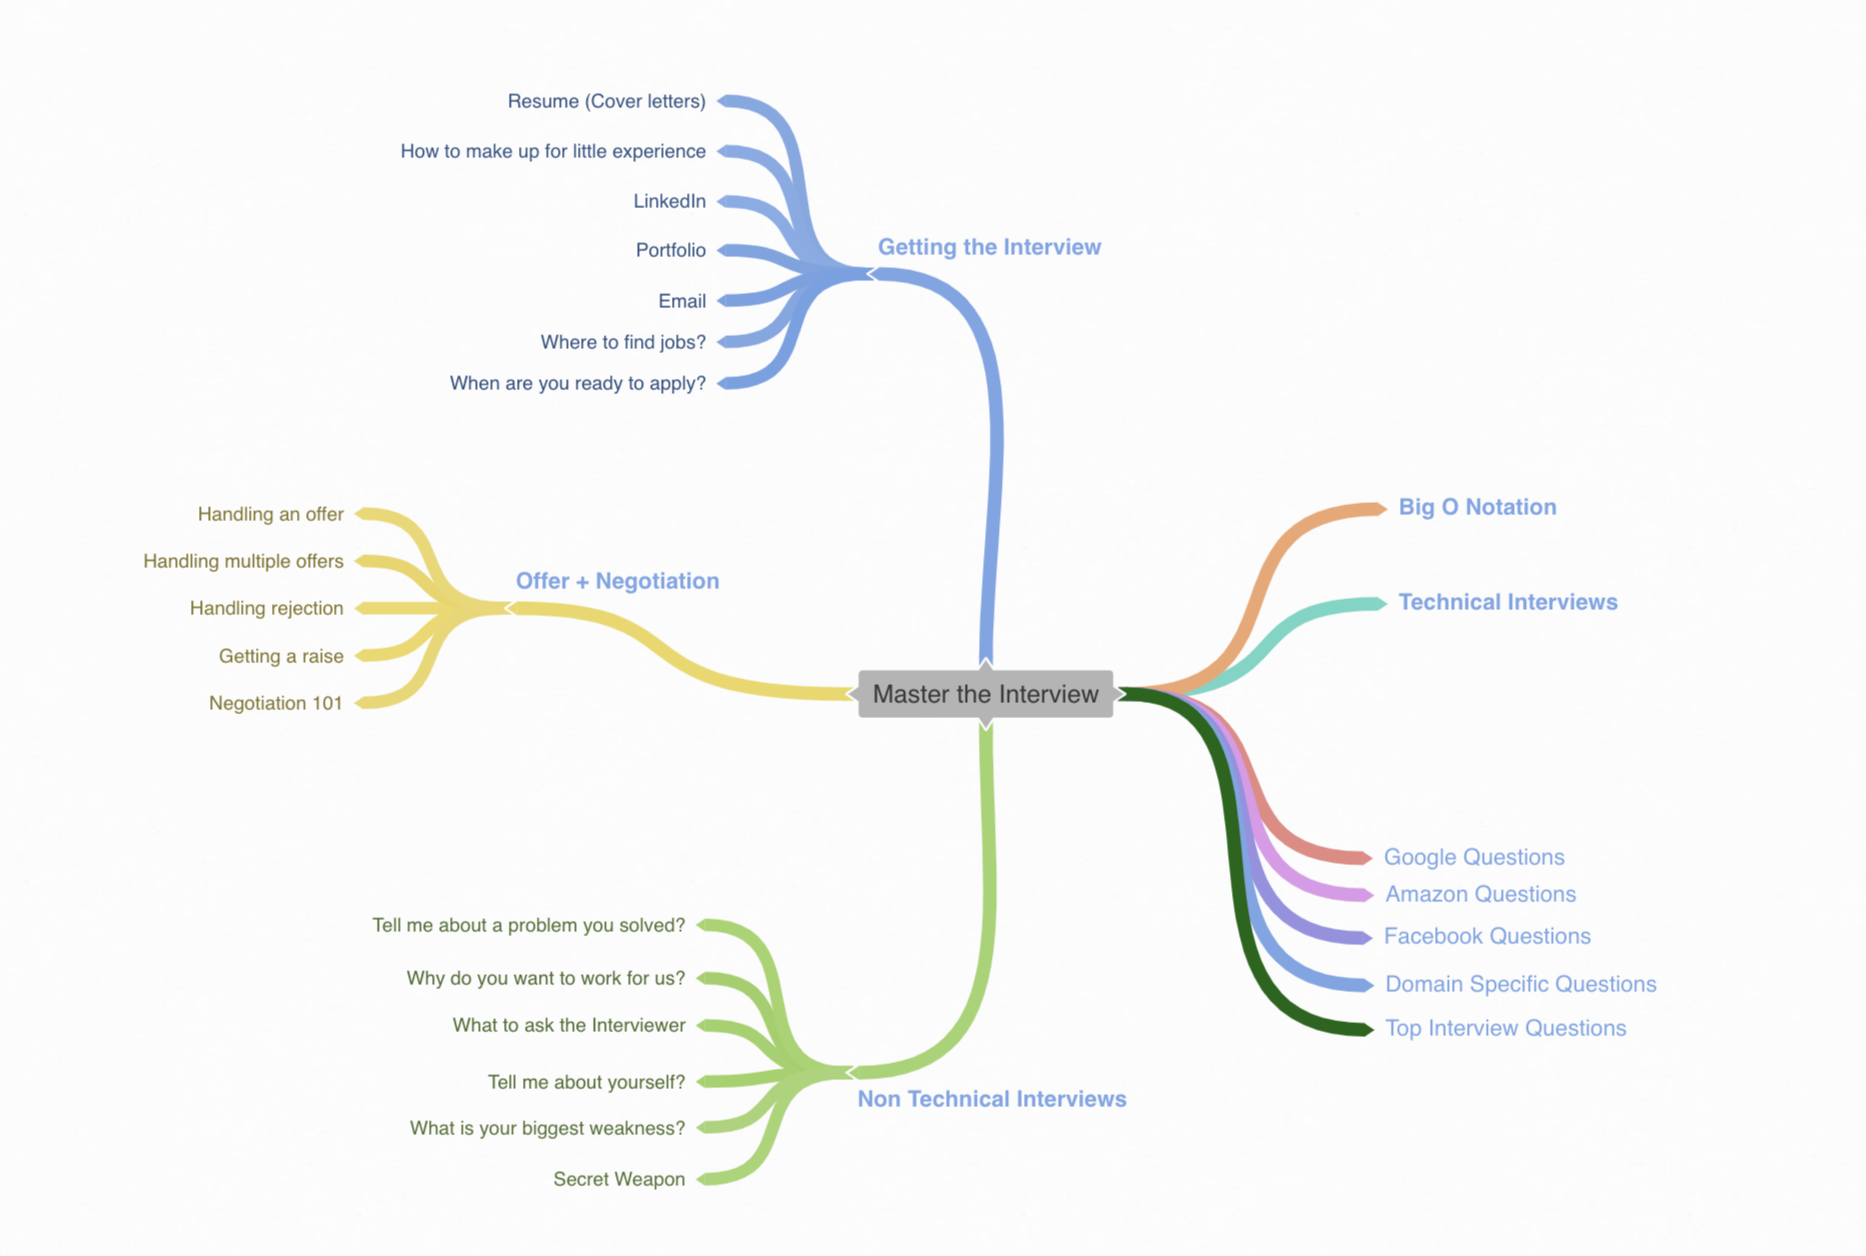 Resume (Cover letters)
How to make up for little experience
LinkedIn
Portfolio
Email
Where to find jobs?
When are you ready to apply?
Getting the Interview
Handling an offer
Handling multiple offers
Handling rejection
Getting a raise
Negotiation 101
Offer + Negotiation
Master the Interview
Big O Notation
Technical Interviews
Google Questions
Amazon Questions
Facebook Questions
Domain Specific Questions
Top Interview Questions
Tell me about a problem you solved?
Why do you want to work for us?
What to ask the Interviewer
Tell me about yourself?
What is your biggest weakness?
Secret Weapon
Non Technical Interviews